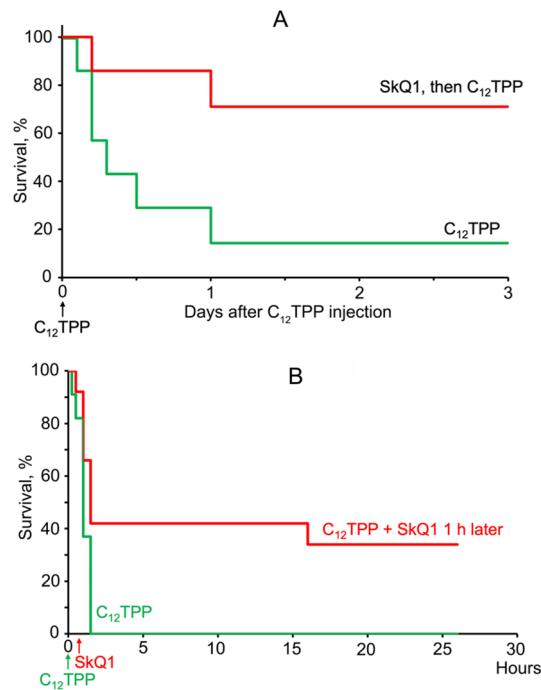 A
100
80
60
40
20
0
Survival, %
SkQ1, then C₁₂TPP
C₁₂TPP
0 1 2 3
Days after C₁₂TPP injection
C₁₂TPP
B
100
80
60
40
20
0
Survival, %
C₁₂TPP + SkQ1 1 h later
C₁₂TPP
0 5 10 15 20 25 30
SkQ1
Hours
C₁₂TPP